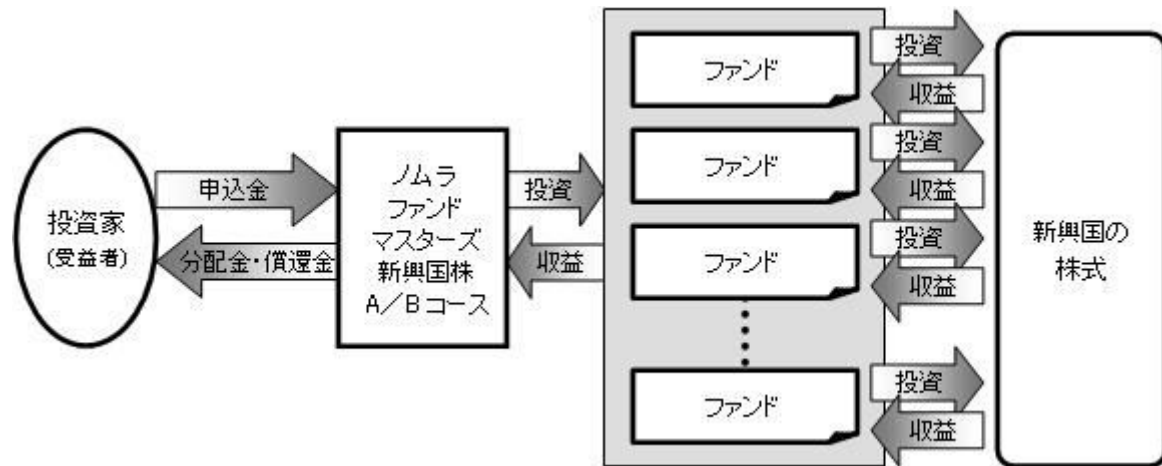 投資家
(受益者)
申込金
分配金・償還金
ノムラ
ファンド
マスターズ
新興国株
A／Bコース
投資
収益
ファンド
ファンド
ファンド
ファンド
投資
収益
投資
収益
投資
収益
投資
収益
新興国の
株式